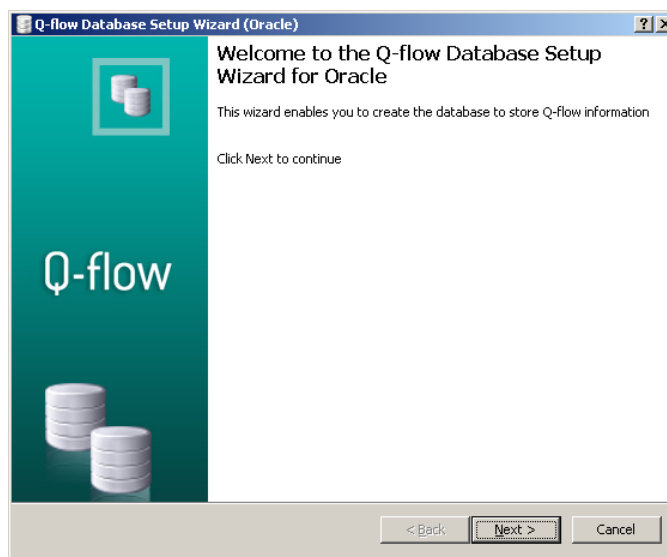 Q-flow Database Setup Wizard (Oracle)
Welcome to the Q-flow Database Setup
Wizard for Oracle
This wizard enables you to create the database to store Q-flow information
Click Next to continue
Q-flow
< Back
Next >
Cancel